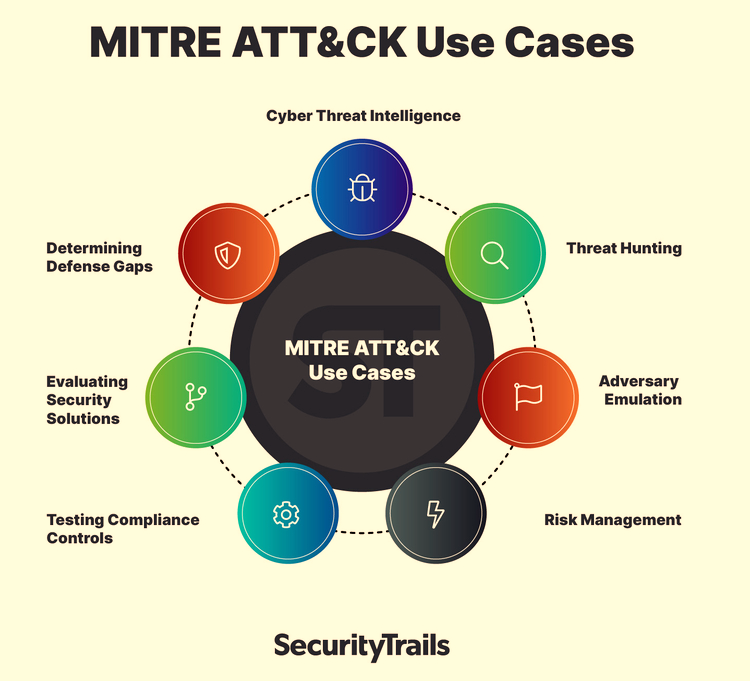 MITRE ATT&CK Use Cases
Cyber Threat Intelligence
Threat Hunting
Adversary
Emulation
Risk Management
Testing Compliance
Controls
Evaluating
Security
Solutions
Determining
Defense Gaps
ST
MITRE ATT&CK
Use Cases
SecurityTrails